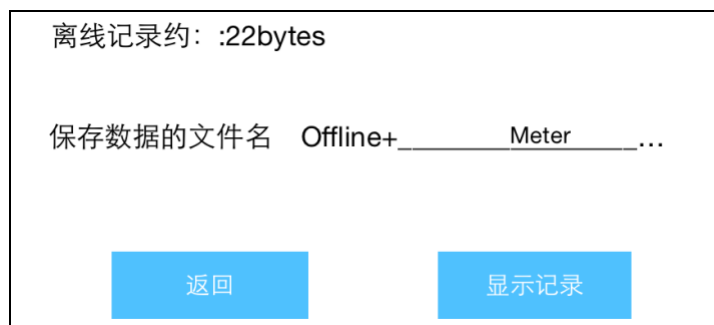 离线记录约：:22bytes
保存数据的文件名 Offline+________Meter_____...
返回 显示记录